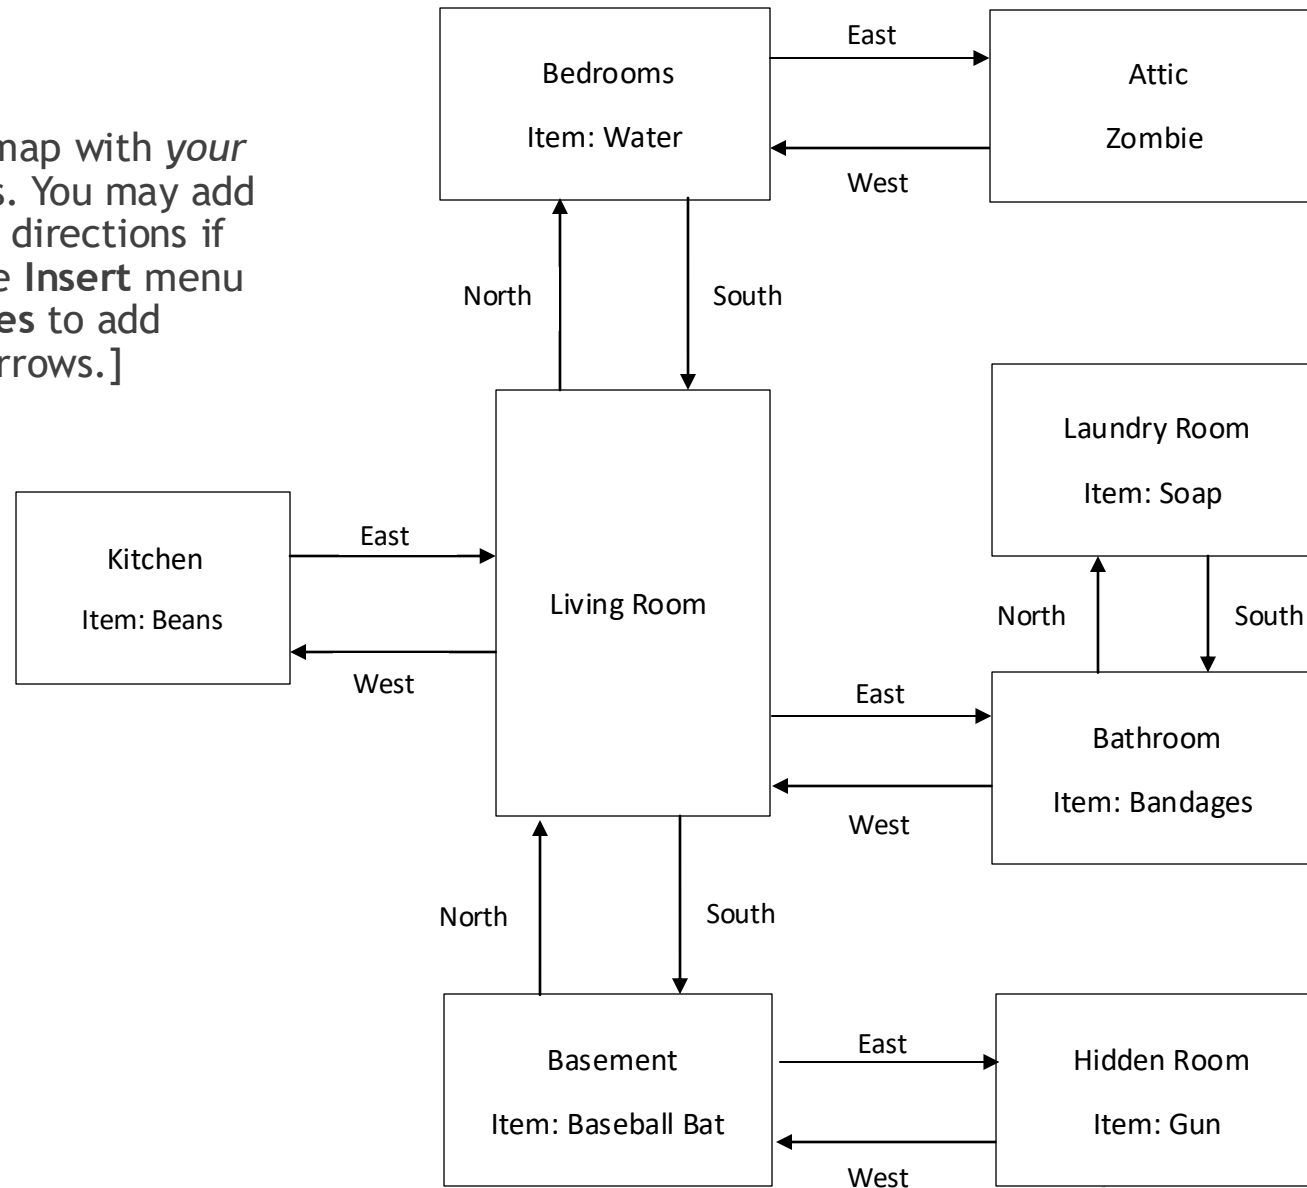 map with your
s. You may add
directions if
e Insert menu
es to add
rrows.]
Bedrooms
Item: Water
East
West
Attic
Zombie
North
South
Kitchen
Item: Beans
East
West
Living Room
Laundry Room
Item: Soap
North
South
East
West
Bathroom
Item: Bandages
North
South
Basement
Item: Baseball Bat
East
West
Hidden Room
Item: Gun